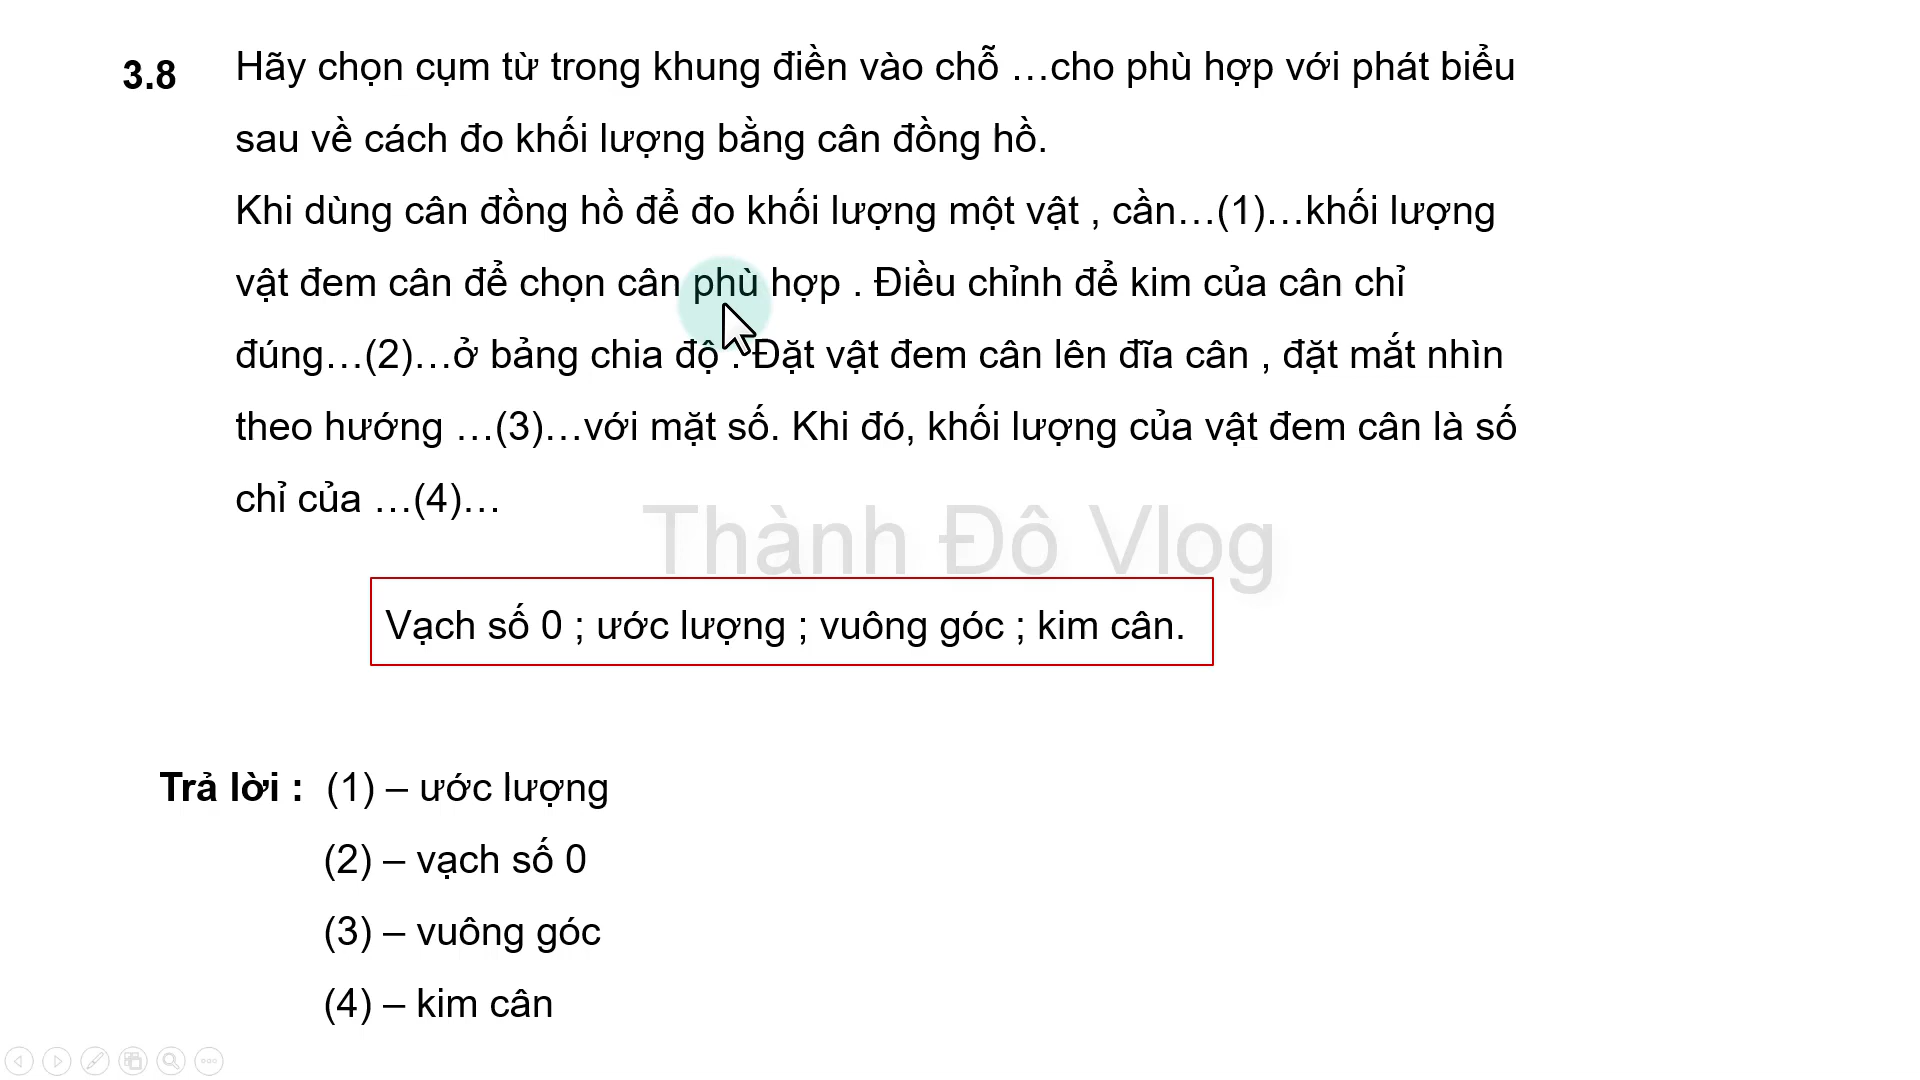 3.8 Hãy chọn cụm từ trong khung điền vào chỗ …cho phù hợp với phát biểu
sau về cách đo khối lượng bằng cân đồng hồ.
Khi dùng cân đồng hồ để đo khối lượng một vật , cần…(1)…khối lượng
vật đem cân để chọn cân phù hợp . Điều chỉnh để kim của cân chỉ
đúng…(2)…ở bảng chia độ . Đặt vật đem cân lên đĩa cân , đặt mắt nhìn
theo hướng …(3)…với mặt số. Khi đó, khối lượng của vật đem cân là số
chỉ của …(4)…
Thành Đô Vlog
Vạch số 0 ; ước lượng ; vuông góc ; kim cân.
Trả lời : (1) – ước lượng
(2) – vạch số 0
(3) – vuông góc
(4) – kim cân